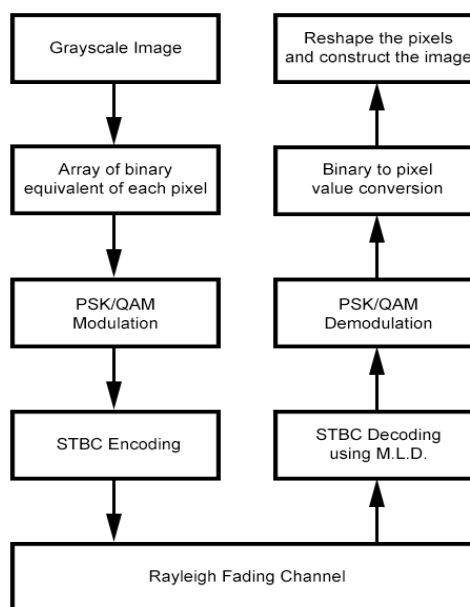 Grayscale Image
Array of binary
equivalent of each pixel
PSK/QAM
Modulation
STBC Encoding
Rayleigh Fading Channel
STBC Decoding
using M.L.D.
PSK/QAM
Demodulation
Binary to pixel
value conversion
Reshape the pixels
and construct the image